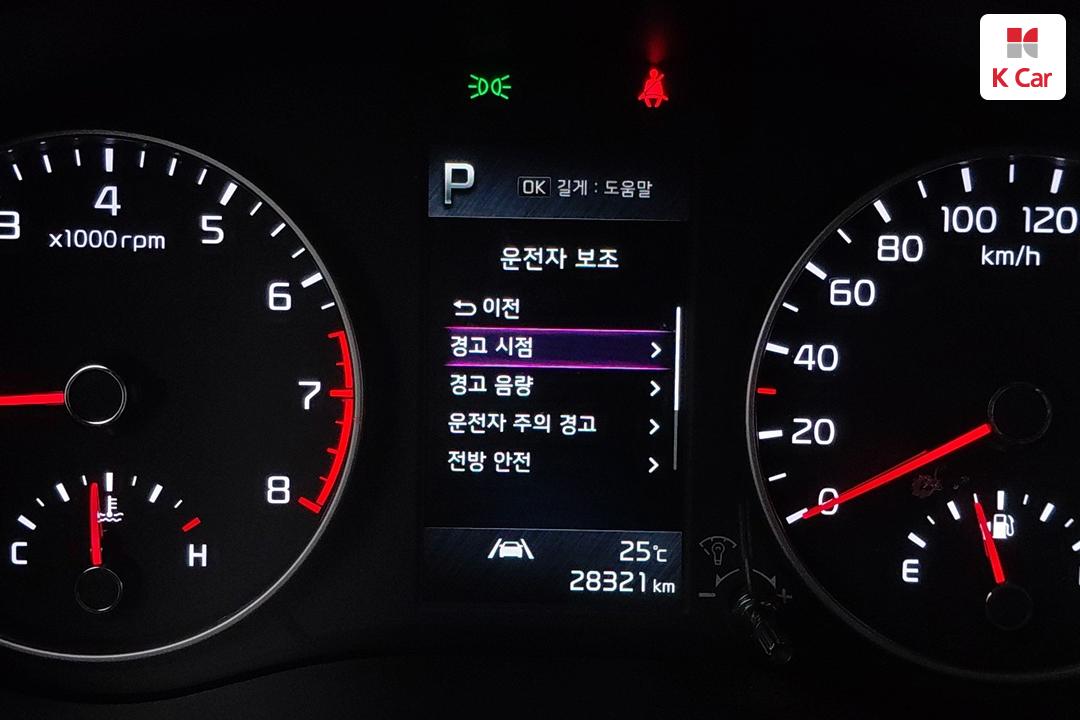 K Car
P
OK 길게 : 도움말
운전자 보조
이전
경고 시점
경고 음량
운전자 주의 경고
전방 안전
25℃
28321 km
3
4
5
6
7
8
x1000rpm
C
H
0
20
40
60
80
100
120
km/h
E